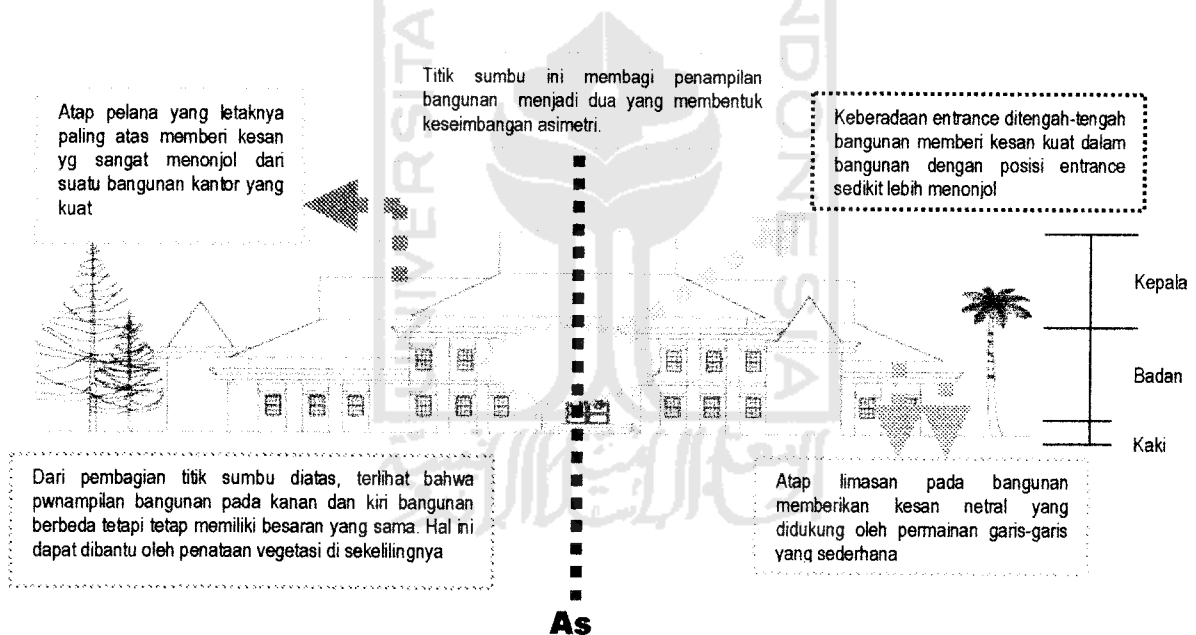 Titik sumbu ini membagi penampilan
bangunan menjadi dua yang membentuk
keseimbangan asimetri.
Atap pelana yang letaknya
paling atas memberi kesan
yg sangat menonjol dari
suatu bangunan kantor yang
kuat
Keberadaan entrance ditengah-tengah
bangunan memberi kesan kuat dalam
bangunan dengan posisi entrance
sedikit lebih menonjol
Kepala
Badan
Kaki
Dari pembagian titik sumbu diatas, terlihat bahwa
pwnampilan bangunan pada kanan dan kiri bangunan
berbeda tetapi tetap memiliki besaran yang sama. Hal ini
dapat dibantu oleh penataan vegetasi di sekelilingnya
Atap limasan pada bangunan
memberikan kesan netral yang
didukung oleh permainan garis-garis
yang sederhana
As
UNIVERSITA
NDONESIA